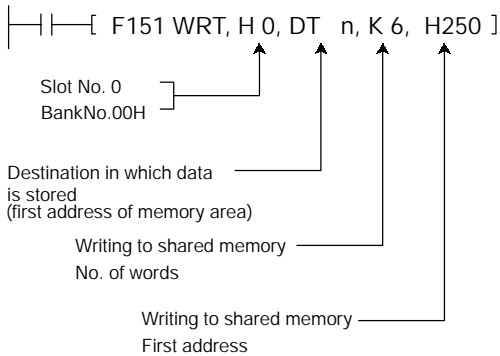 [ F151 WRT, H 0, DT n, K 6, H250 ]
Slot No. 0
BankNo.00H
Destination in which data
is stored
(first address of memory area)
Writing to shared memory
No. of words
Writing to shared memory
First address